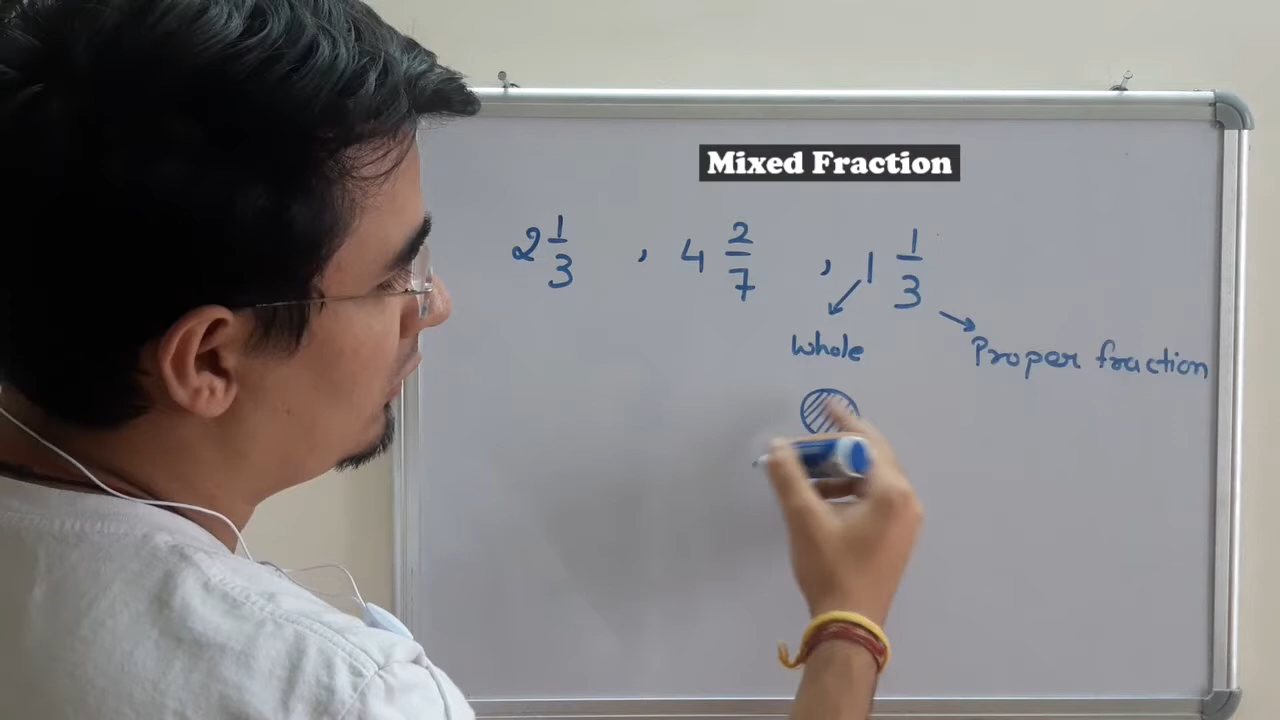 Mixed Fraction
2 1/3 , 4 2/7 , 1 1/3
Whole
Proper fraction